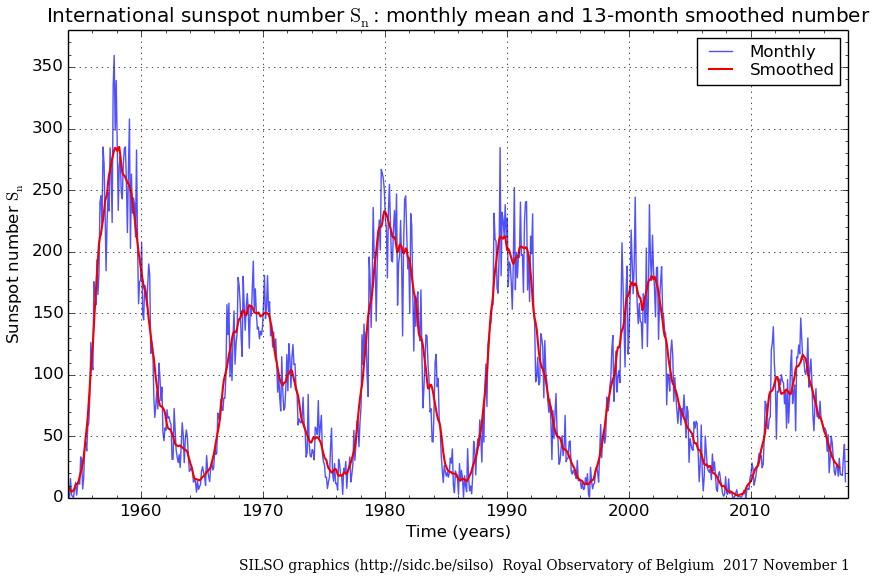 International sunspot number Sn : monthly mean and 13-month smoothed number
Monthly
Smoothed
350
300
250
200
150
100
50
0
Sunspot number Sn
1960 1970 1980 1990 2000 2010
Time (years)
SILSO graphics (http://sidc.be/silso) Royal Observatory of Belgium 2017 November 1